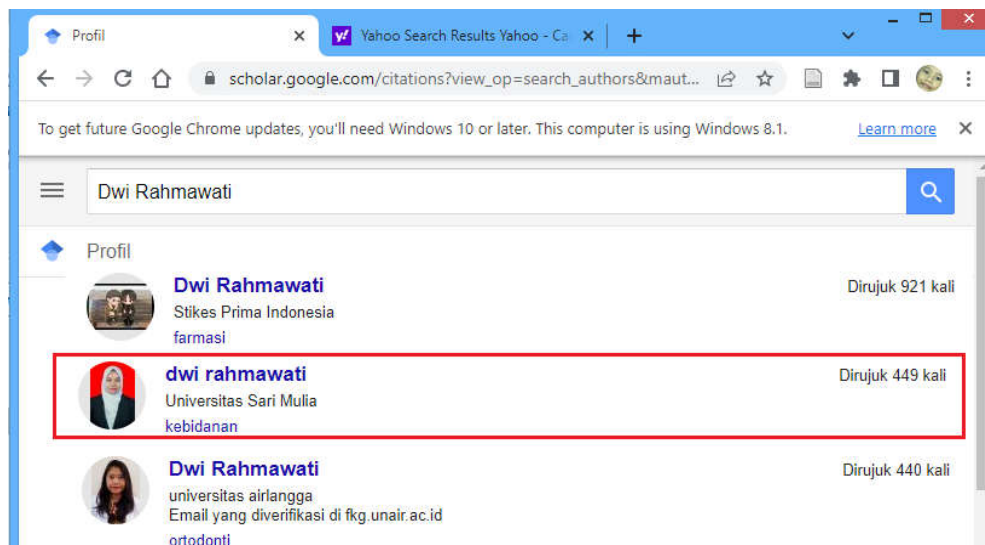 Profil
Yahoo Search Results Yahoo - Ca
scholar.google.com/citations?view_op=search_authors&maut...
To get future Google Chrome updates, you'll need Windows 10 or later. This computer is using Windows 8.1. Learn more
Dwi Rahmawati
Profil
Dwi Rahmawati Dirujuk 921 kali
Stikes Prima Indonesia
farmasi
dwi rahmawati Dirujuk 449 kali
Universitas Sari Mulia
kebidanan
Dwi Rahmawati Dirujuk 440 kali
universitas airlangga
Email yang diverifikasi di fkg.unair.ac.id
ortodonti